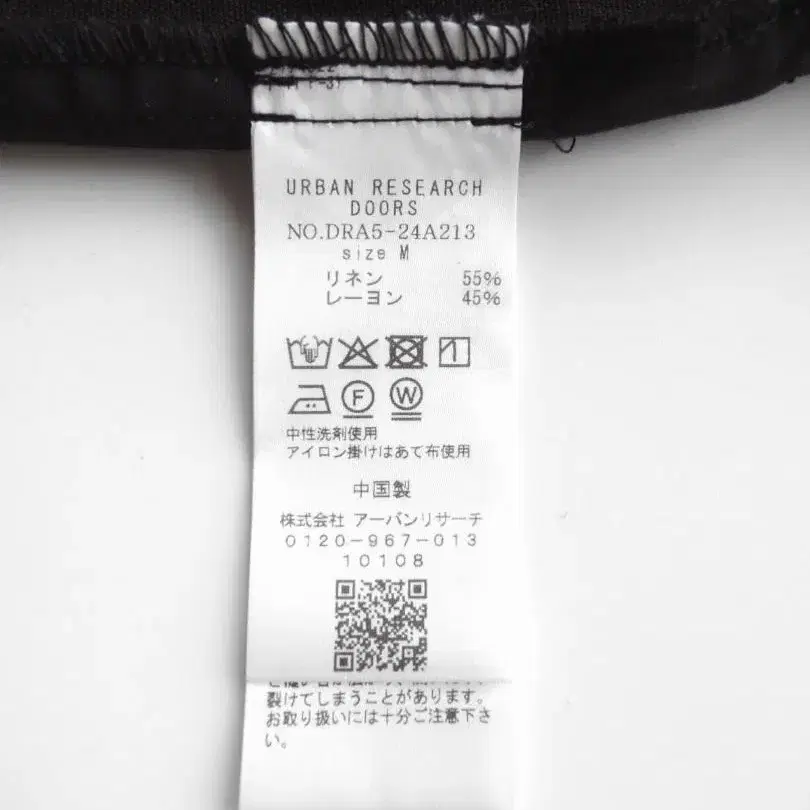 URBAN RESEARCH
DOORS
NO.DRA5-24A213
size M
リネン 55%
レーヨン 45%
F W
中性洗剤使用
アイロン掛けはあて布使用
中国製
株式会社 アーバンリサーチ
0120-967-013
10108
裂けてしまうことがあります。
お取り扱いには十分ご注意下さ
い。